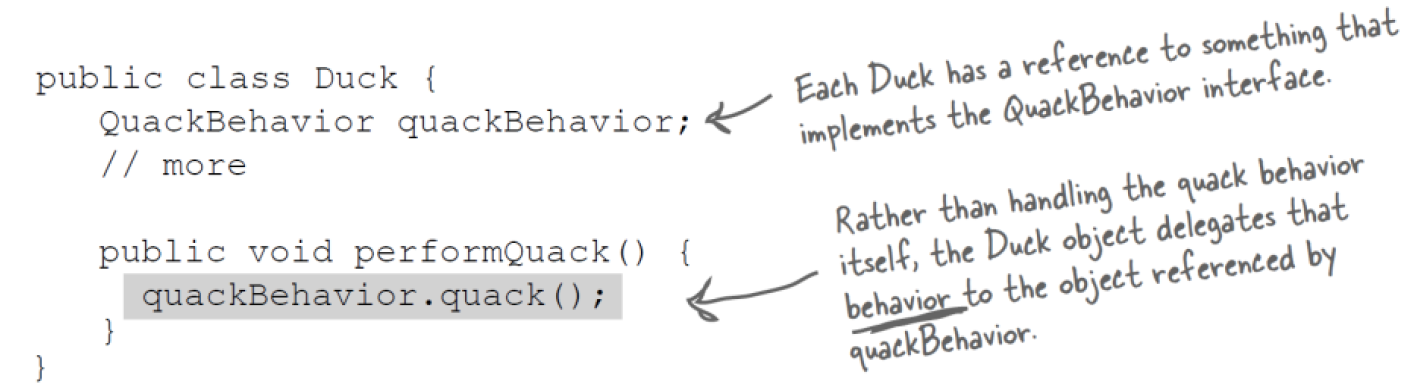 public class Duck {
QuackBehavior quackBehavior;
// more
public void performQuack() {
quackBehavior.quack();
}
}
Each Duck has a reference to something that
implements the QuackBehavior interface.
Rather than handling the quack behavior
itself, the Duck object delegates that
behavior to the object referenced by
quackBehavior.